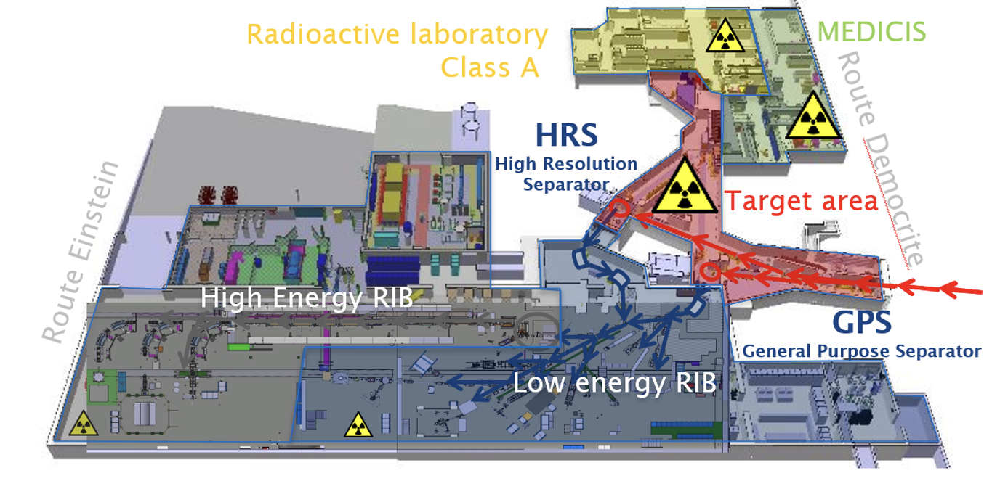 Radioactive laboratory
Class A
MEDICIS
Route Democrite
HRS
High Resolution
Separator
Target area
Route Einstein
High Energy RIB
GPS
General Purpose Separator
Low energy RIB